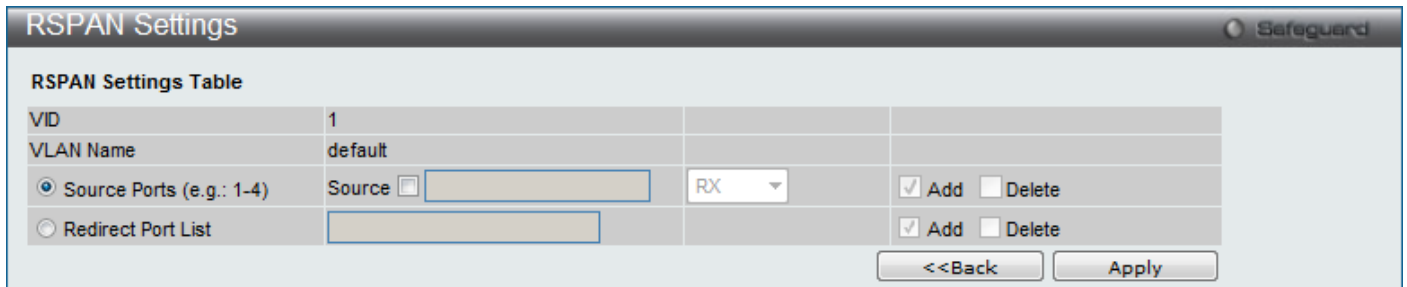 RSPAN Settings
Safeguard
RSPAN Settings Table
VID 1
VLAN Name default
Source Ports (e.g.: 1-4) Source RX Add Delete
Redirect Port List Add Delete
<<Back Apply